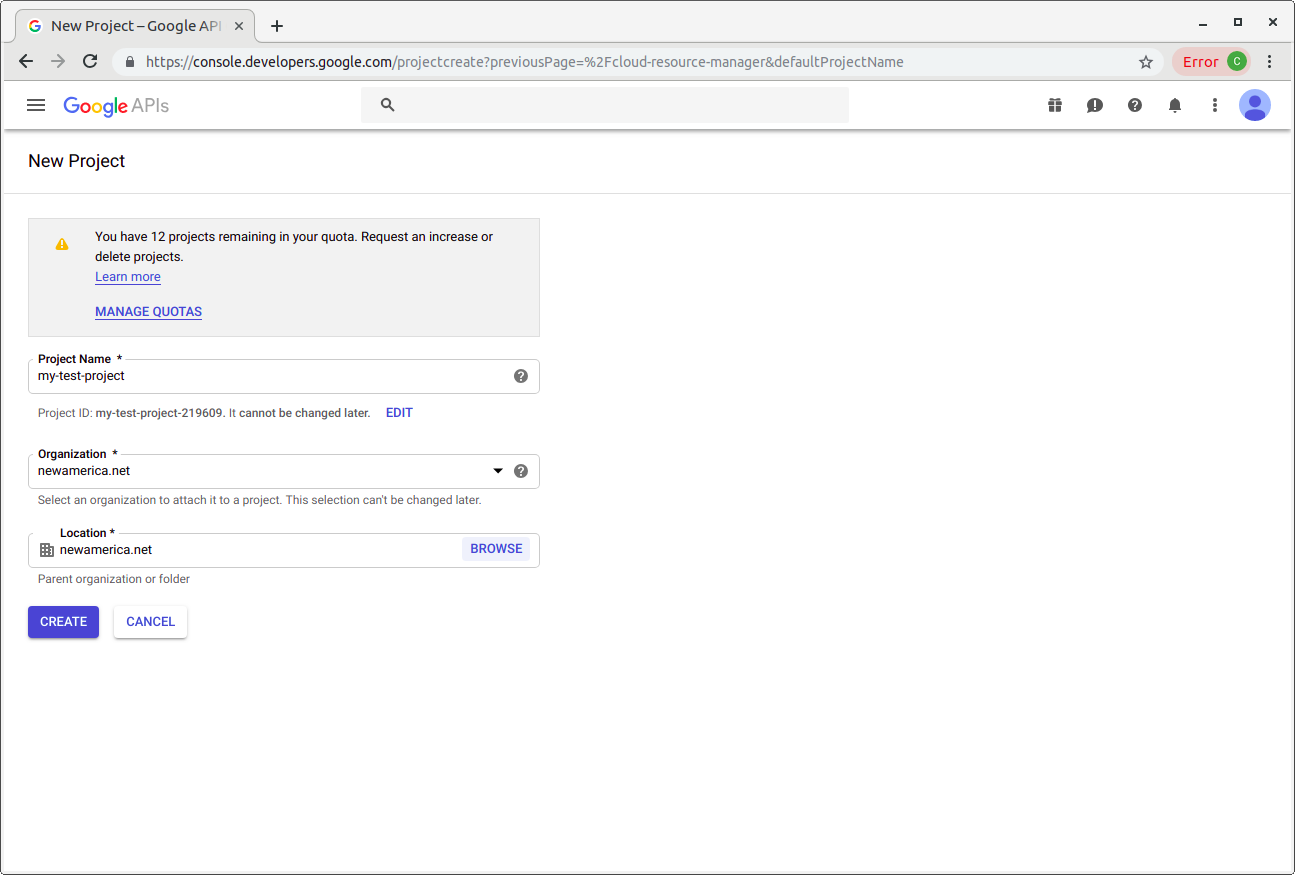 New Project – Google API
https://console.developers.google.com/projectcreate?previousPage=%2Fcloud-resource-manager&defaultProjectName
Error C
Google APIs
New Project
You have 12 projects remaining in your quota. Request an increase or
delete projects.
Learn more
MANAGE QUOTAS
Project Name *
my-test-project
Project ID: my-test-project-219609. It cannot be changed later. EDIT
Organization *
newamerica.net
Select an organization to attach it to a project. This selection can't be changed later.
Location *
newamerica.net BROWSE
Parent organization or folder
CREATE CANCEL